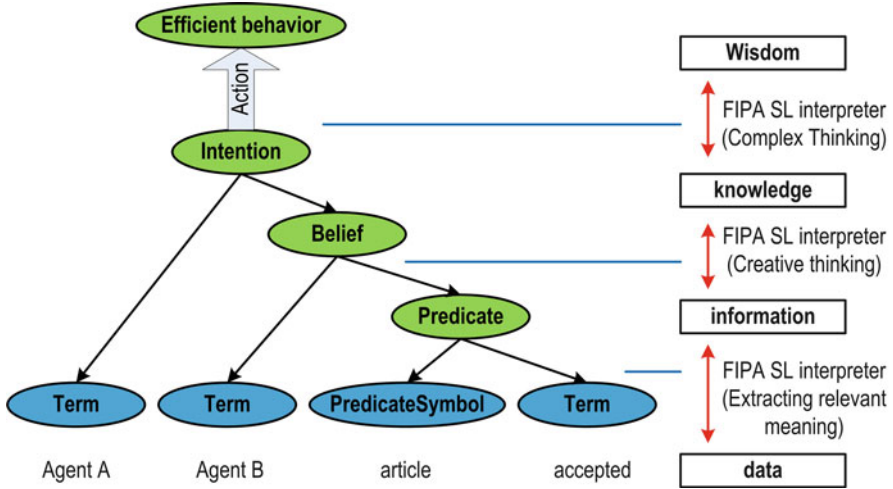 Efficient behavior
Action
Intention
Belief
Predicate
Term
Term
PredicateSymbol
Term
Agent A
Agent B
article
accepted
Wisdom
FIPA SL interpreter
(Complex Thinking)
knowledge
FIPA SL interpreter
(Creative thinking)
information
FIPA SL interpreter
(Extracting relevant
meaning)
data